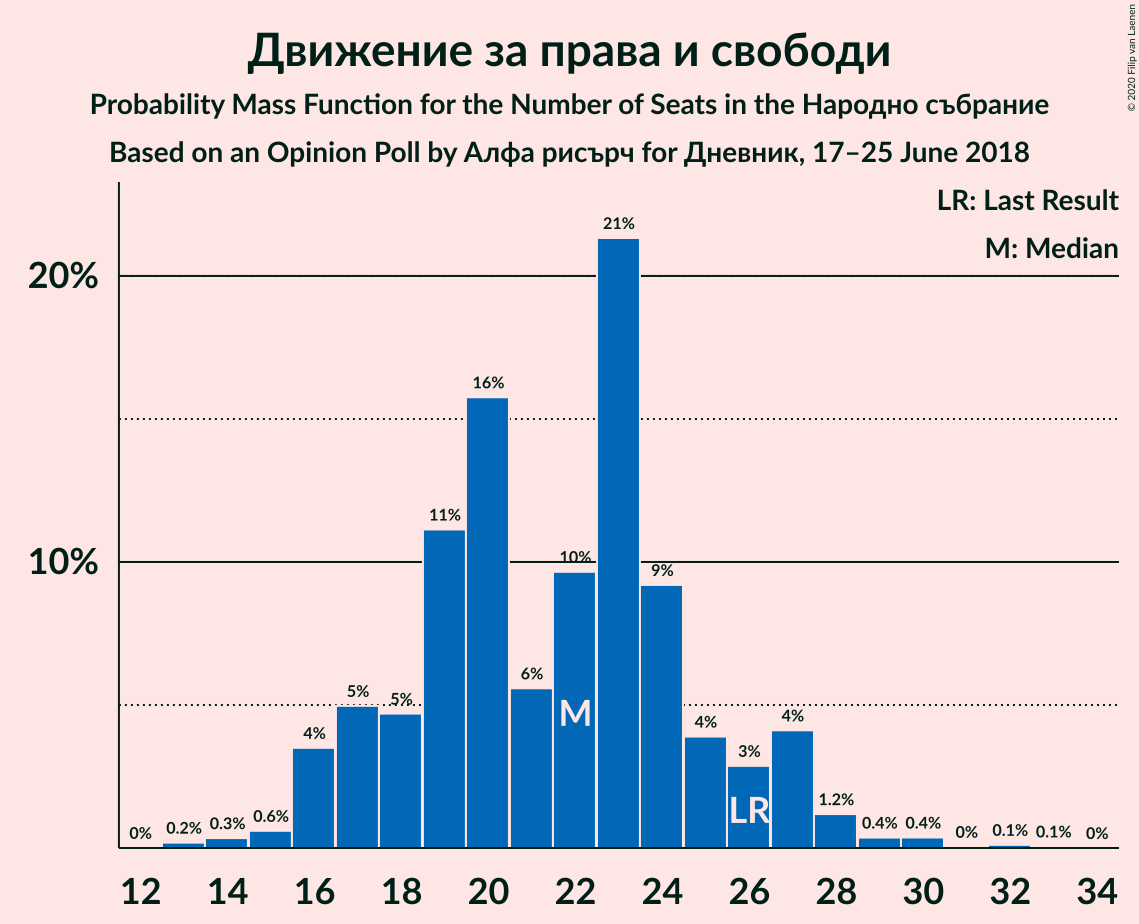 Движение за права и свободи
Probability Mass Function for the Number of Seats in the Народно събрание
Based on an Opinion Poll by Алфа рисърч for Дневник, 17–25 June 2018
© 2020 Filip van Laenen
LR: Last Result
M: Median
20%
10%
0%
0.2%
0.3%
0.6%
4%
5%
5%
11%
16%
6%
10%
21%
9%
4%
3%
4%
1.2%
0.4%
0.4%
0%
0.1%
0.1%
0%
M
LR
12 14 16 18 20 22 24 26 28 30 32 34